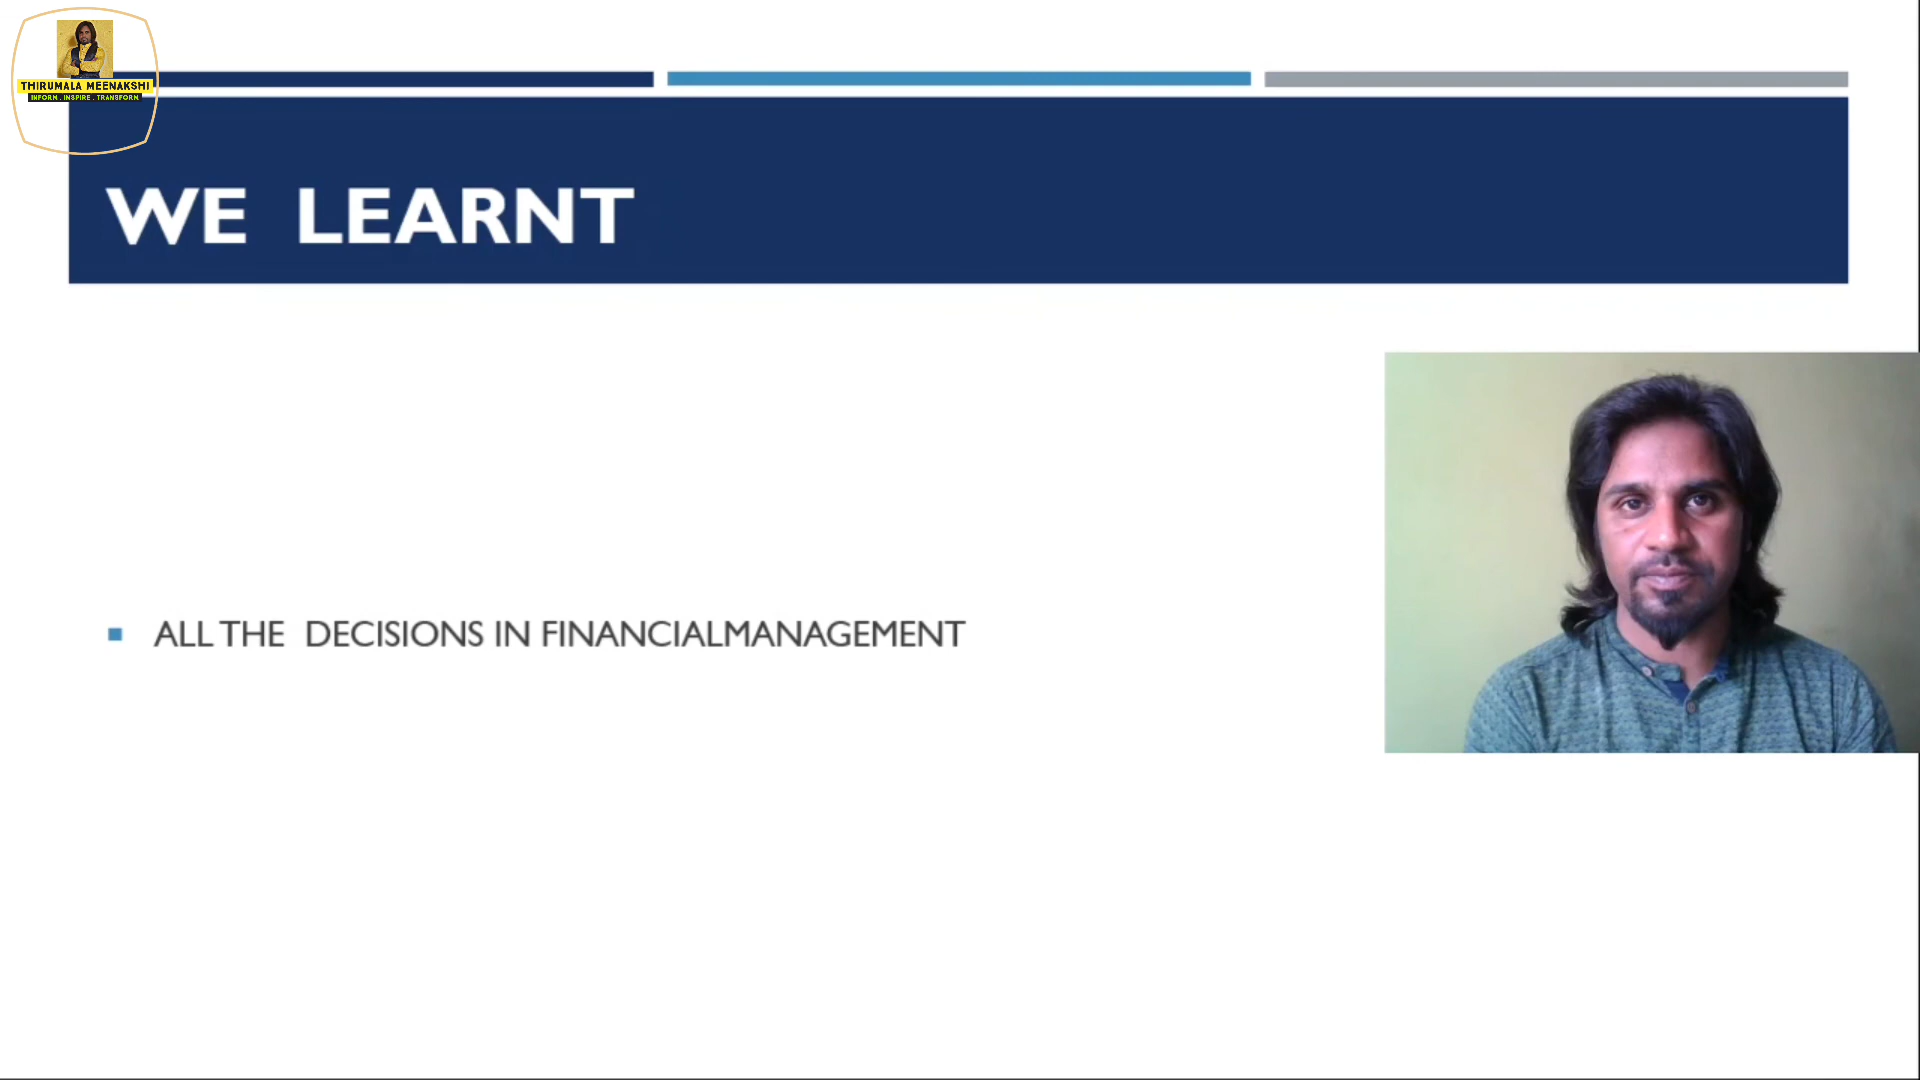 THIRUMALA MEENAKSHI
INFORM . INSPIRE . TRANSFORM
WE LEARNT
ALL THE DECISIONS IN FINANCIALMANAGEMENT